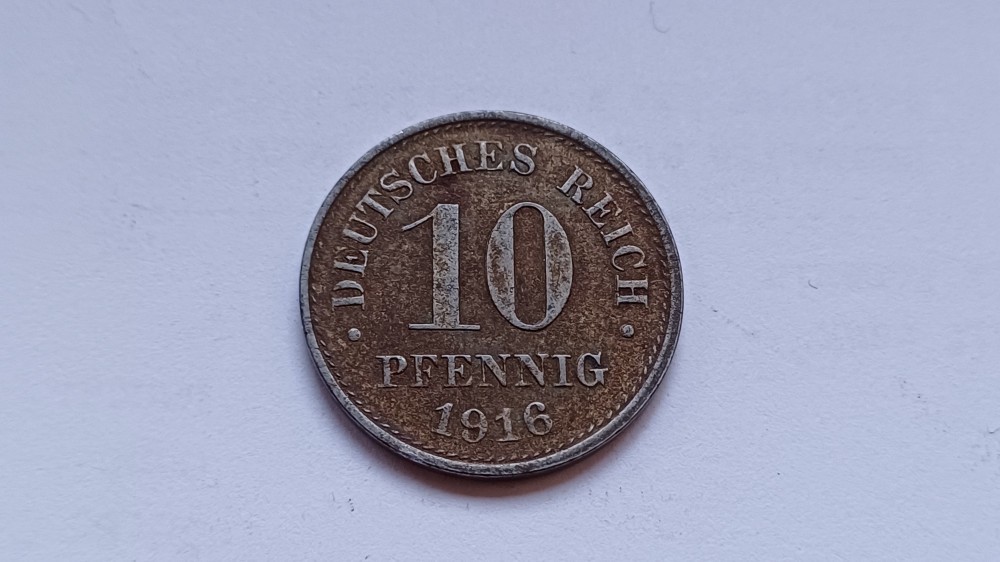 · DEUTSCHES REICH ·
10
PFENNIG
1916